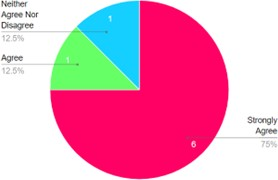 Neither
Agree Nor
Disagree
12.5%
1
Agree
12.5%
1
Strongly
Agree
75%
6